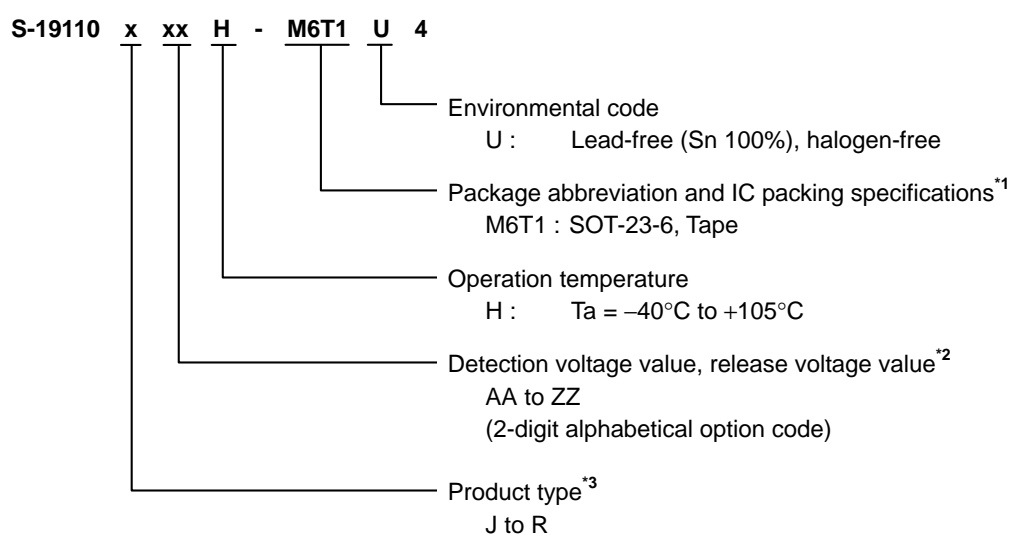 S-19110 x xx H - M6T1 U 4
Environmental code
U : Lead-free (Sn 100%), halogen-free
Package abbreviation and IC packing specifications*1
M6T1 : SOT-23-6, Tape
Operation temperature
H : Ta = −40°C to +105°C
Detection voltage value, release voltage value*2
AA to ZZ
(2-digit alphabetical option code)
Product type*3
J to R